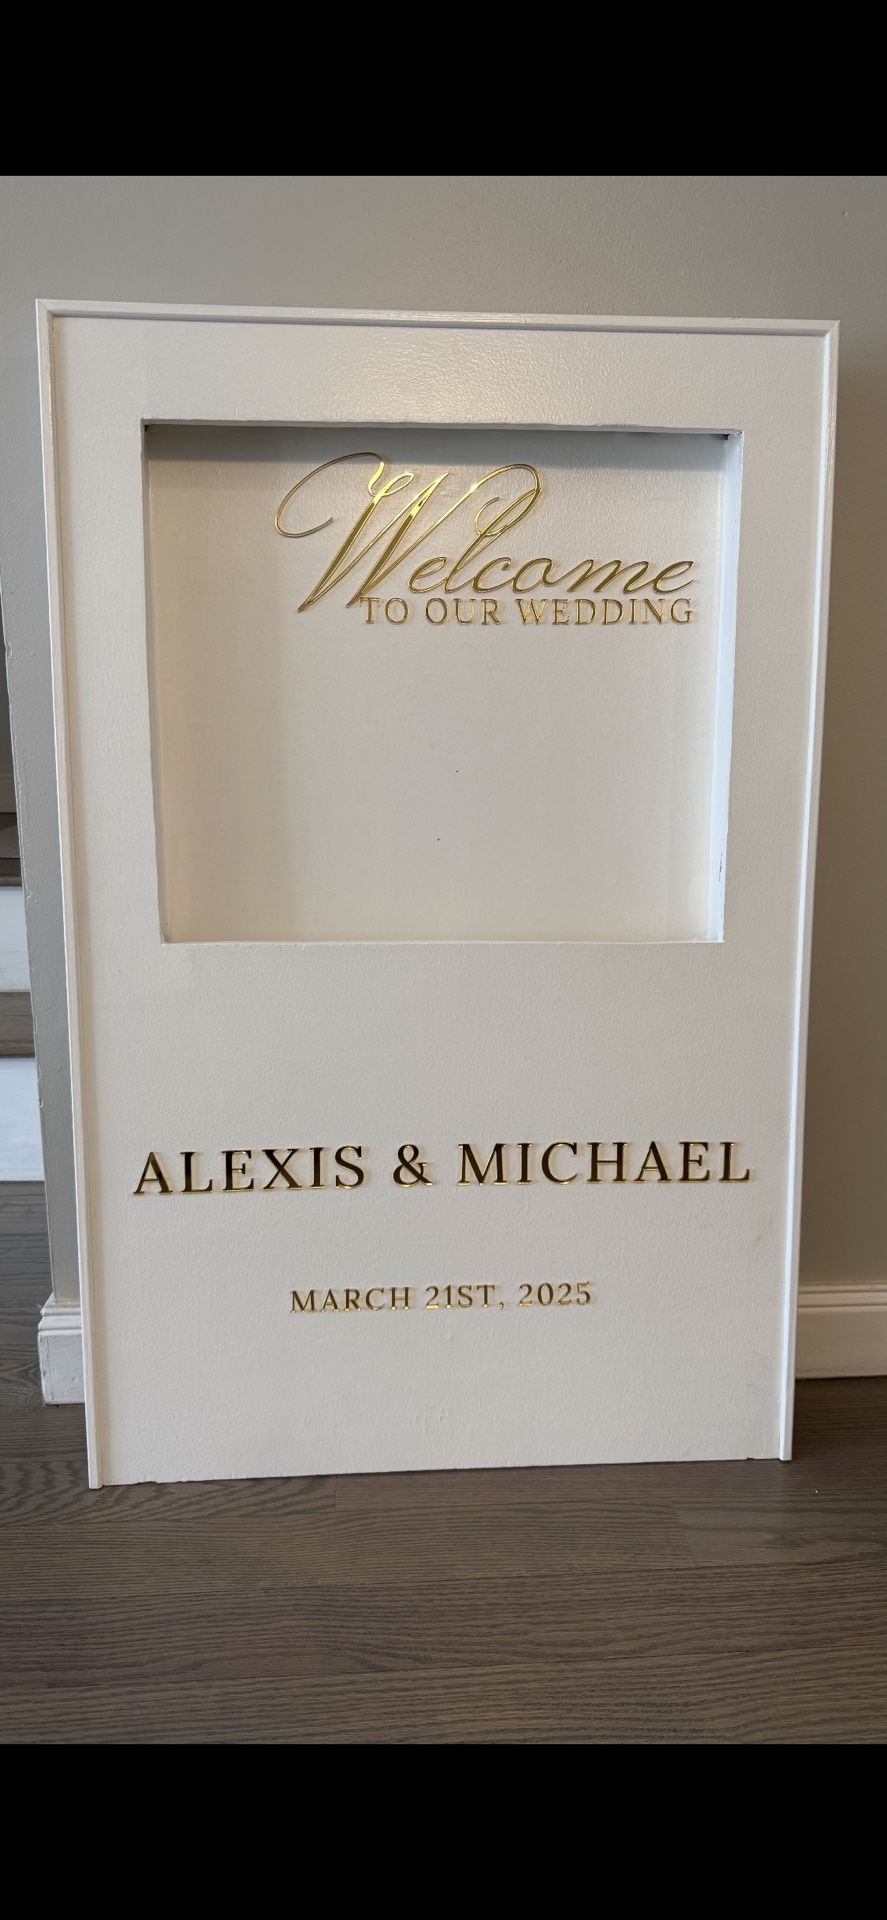 Welcome
TO OUR WEDDING
ALEXIS & MICHAEL
MARCH 21ST, 2025